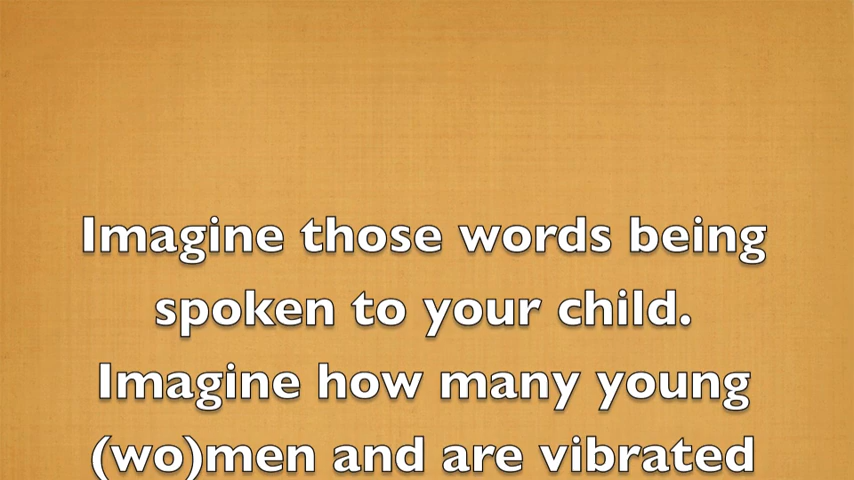 Imagine those words being
spoken to your child.
Imagine how many young
(wo)men and are vibrated